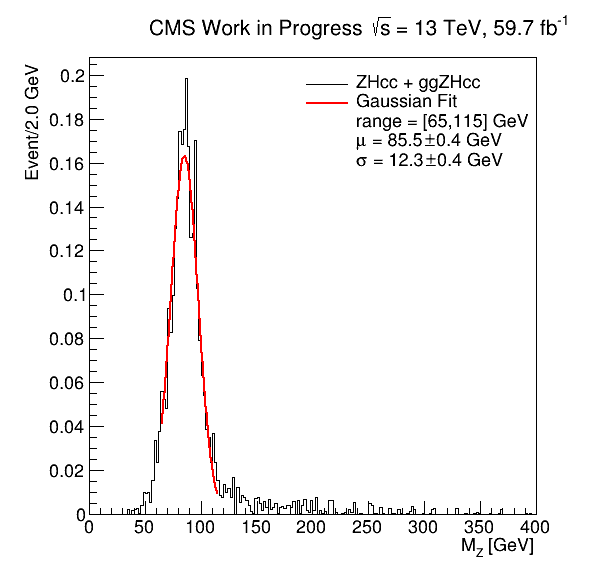 CMS Work in Progress √s = 13 TeV, 59.7 fb⁻¹
Event/2.0 GeV
ZHcc + ggZHcc
Gaussian Fit
range = [65,115] GeV
μ = 85.5±0.4 GeV
σ = 12.3±0.4 GeV
0.2
0.18
0.16
0.14
0.12
0.1
0.08
0.06
0.04
0.02
0
0 50 100 150 200 250 300 350 400
M_Z [GeV]